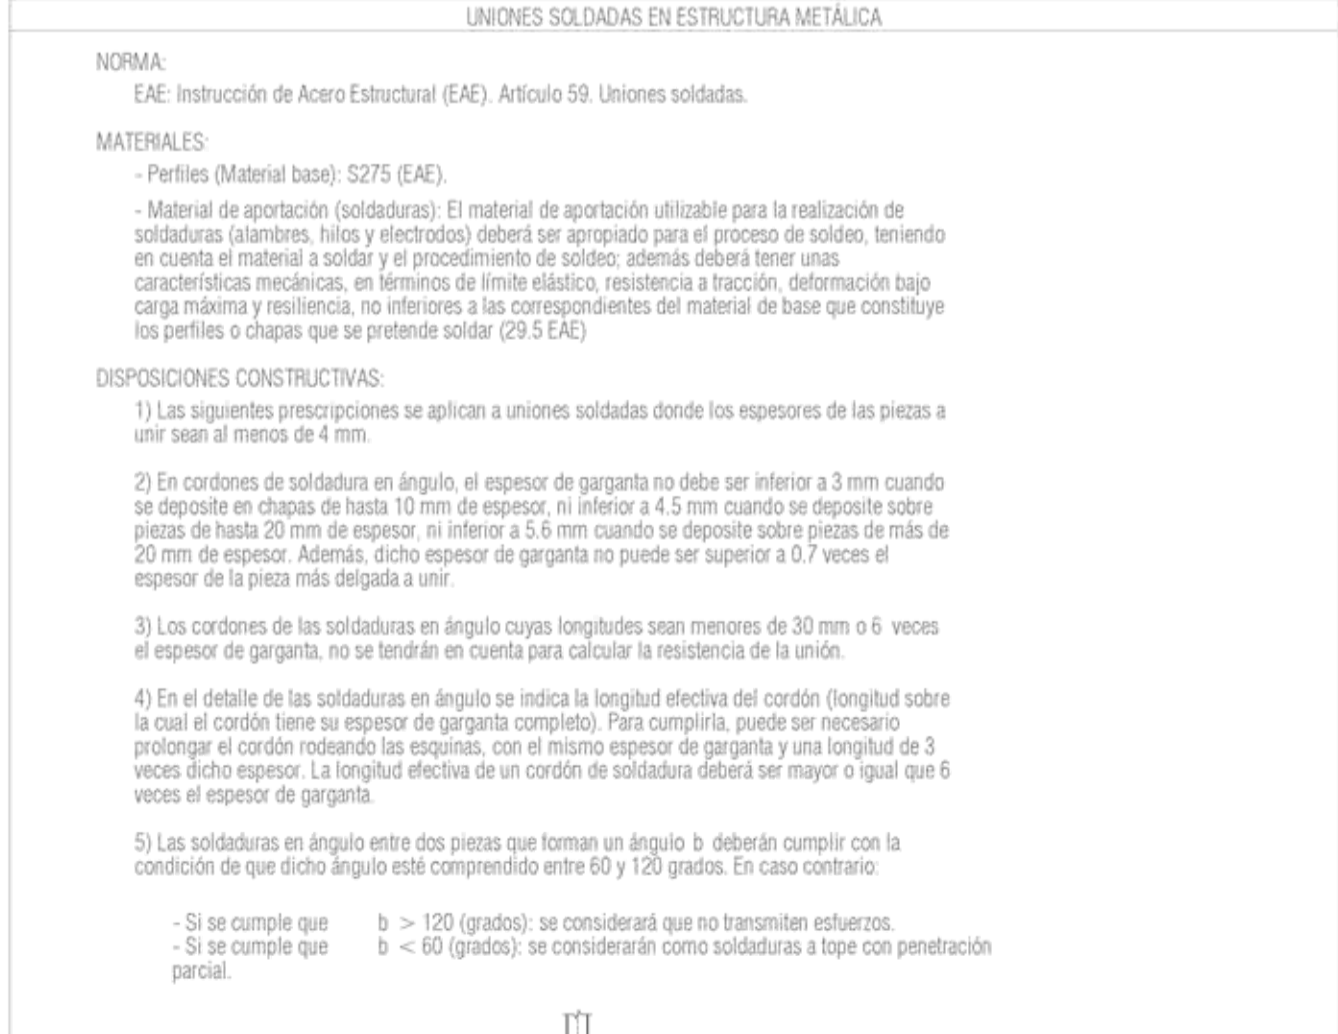 UNIONES SOLDADAS EN ESTRUCTURA METÁLICA
NORMA:
EAE: Instrucción de Acero Estructural (EAE). Artículo 59. Uniones soldadas.
MATERIALES:
- Perfiles (Material base): S275 (EAE).
- Material de aportación (soldaduras): El material de aportación utilizable para la realización de
soldaduras (alambres, hilos y electrodos) deberá ser apropiado para el proceso de soldeo, teniendo
en cuenta el material a soldar y el procedimiento de soldeo; además deberá tener unas
características mecánicas, en términos de límite elástico, resistencia a tracción, deformación bajo
carga máxima y resiliencia, no inferiores a las correspondientes del material de base que constituye
los perfiles o chapas que se pretende soldar (29.5 EAE)
DISPOSICIONES CONSTRUCTIVAS:
1) Las siguientes prescripciones se aplican a uniones soldadas donde los espesores de las piezas a
unir sean al menos de 4 mm.
2) En cordones de soldadura en ángulo, el espesor de garganta no debe ser inferior a 3 mm cuando
se deposite en chapas de hasta 10 mm de espesor, ni inferior a 4.5 mm cuando se deposite sobre
piezas de hasta 20 mm de espesor, ni inferior a 5.6 mm cuando se deposite sobre piezas de más de
20 mm de espesor. Además, dicho espesor de garganta no puede ser superior a 0.7 veces el
espesor de la pieza más delgada a unir.
3) Los cordones de las soldaduras en ángulo cuyas longitudes sean menores de 30 mm o 6 veces
el espesor de garganta, no se tendrán en cuenta para calcular la resistencia de la unión.
4) En el detalle de las soldaduras en ángulo se indica la longitud efectiva del cordón (longitud sobre
la cual el cordón tiene su espesor de garganta completo). Para cumplirla, puede ser necesario
prolongar el cordón rodeando las esquinas, con el mismo espesor de garganta y una longitud de 3
veces dicho espesor. La longitud efectiva de un cordón de soldadura deberá ser mayor o igual que 6
veces el espesor de garganta.
5) Las soldaduras en ángulo entre dos piezas que forman un ángulo b deberán cumplir con la
condición de que dicho ángulo esté comprendido entre 60 y 120 grados. En caso contrario:
- Si se cumple que b > 120 (grados): se considerará que no transmiten esfuerzos.
- Si se cumple que b < 60 (grados): se considerarán como soldaduras a tope con penetración
parcial.